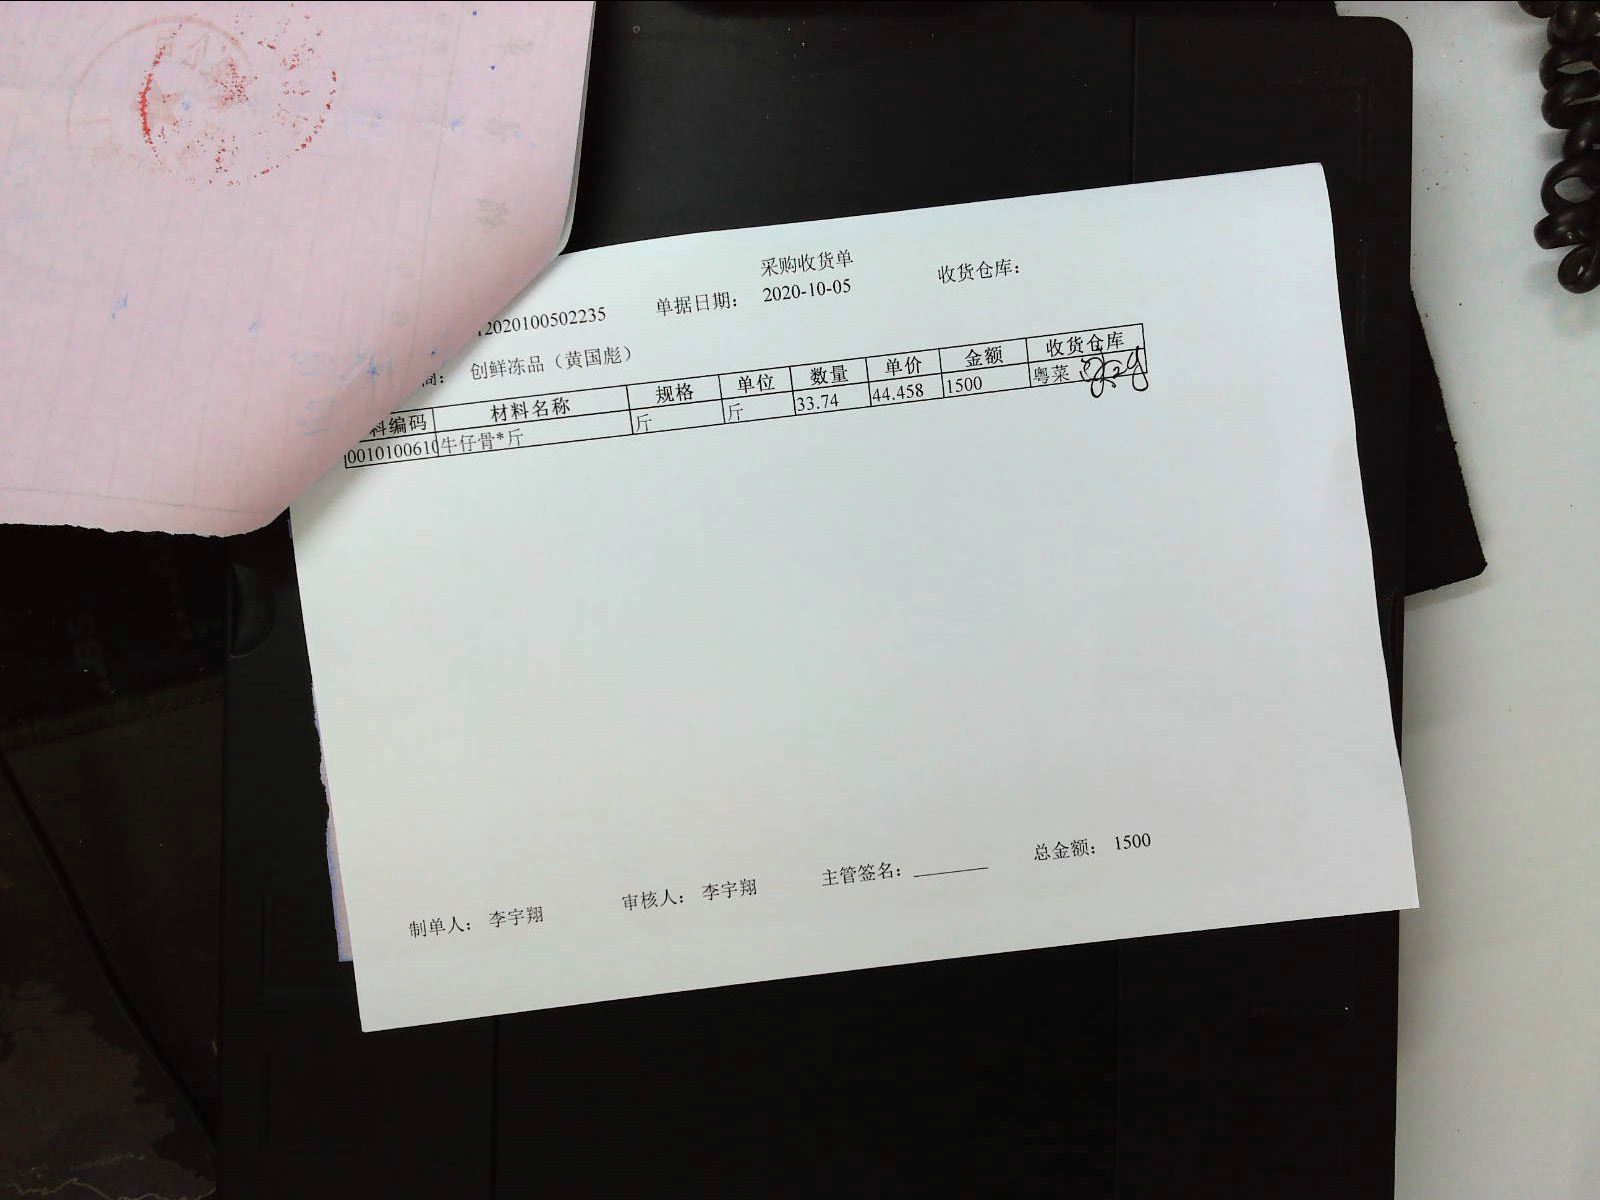 采购收货单
2020100502235 单据日期： 2020-10-05 收货仓库：
创鲜冻品（黄国彪）
科编码 材料名称 规格 单位 数量 单价 金额 收货仓库
0010100610 牛仔骨*斤 斤 斤 33.74 44.458 1500 粤菜
制单人： 李宇翔 审核人： 李宇翔 主管签名： 总金额： 1500